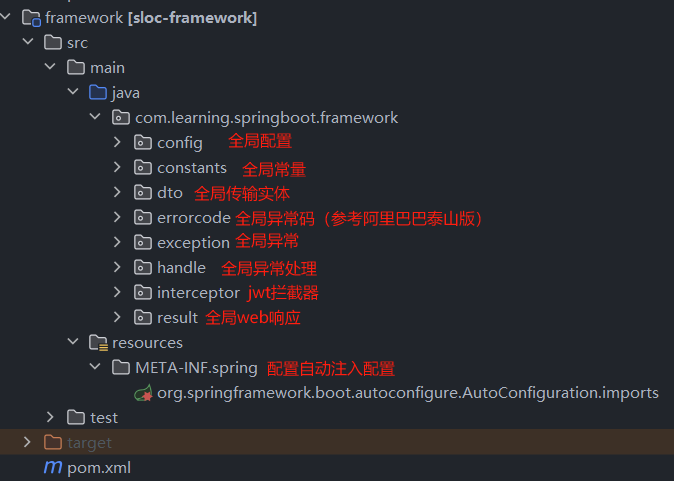 framework [sloc-framework]
src
main
java
com.learning.springboot.framework
config 全局配置
constants 全局常量
dto 全局传输实体
errorcode 全局异常码（参考阿里巴巴泰山版）
exception 全局异常
handle 全局异常处理
interceptor jwt拦截器
result 全局web响应
resources
META-INF.spring 配置自动注入配置
org.springframework.boot.autoconfigure.AutoConfiguration.imports
test
target
m pom.xml